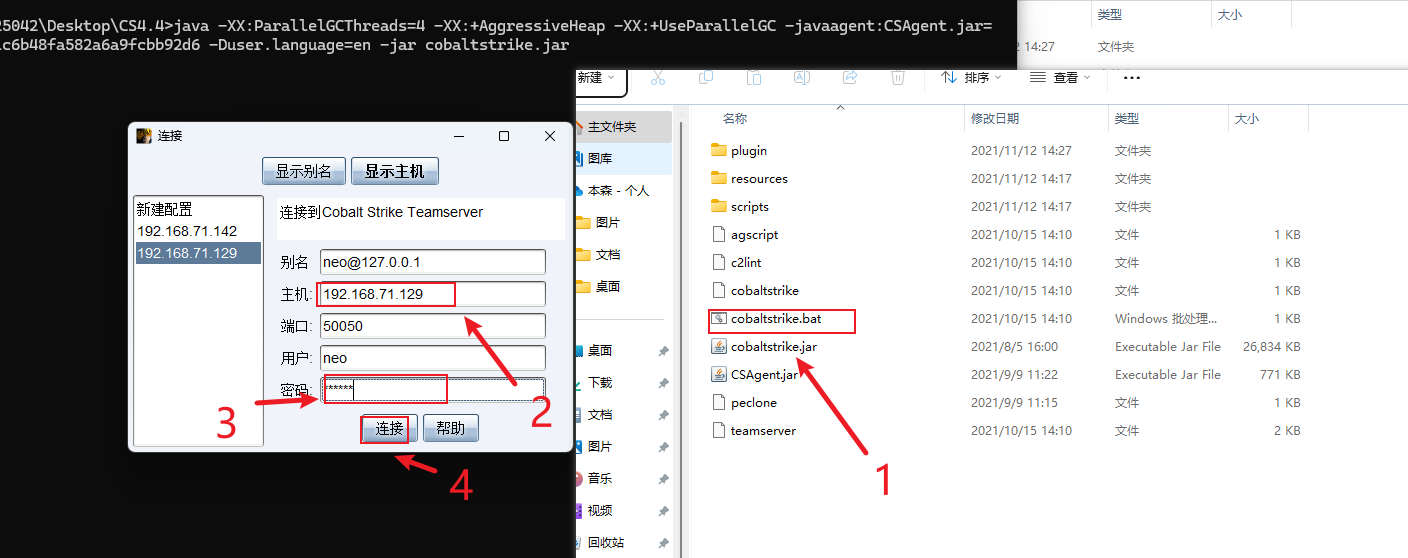 25042\Desktop\CS4.4>java -XX:ParallelGCThreads=4 -XX:+AggressiveHeap -XX:+UseParallelGC -javaagent:CSAgent.jar=
1c6b48fa582a6a9fcbb92d6 -Duser.language=en -jar cobaltstrike.jar
类型 大小
14:27 文件夹
新建 排序 查看 ...
连接
显示别名 显示主机
新建配置
192.168.71.142
192.168.71.129
连接到Cobalt Strike Teamserver
别名 neo@127.0.0.1
主机: 192.168.71.129
端口: 50050
用户: neo
密码: ******
连接 帮助
1
2
3
4
主文件夹
图库
本森 - 个人
图片
文档
桌面
桌面
下载
文档
图片
音乐
视频
回收站
名称 修改日期 类型 大小
plugin 2021/11/12 14:27 文件夹
resources 2021/11/12 14:17 文件夹
scripts 2021/11/12 14:17 文件夹
agscript 2021/10/15 14:10 文件 1 KB
c2lint 2021/10/15 14:10 文件 1 KB
cobaltstrike 2021/10/15 14:10 文件 1 KB
cobaltstrike.bat 2021/10/15 14:10 Windows 批处理... 1 KB
cobaltstrike.jar 2021/8/5 16:00 Executable Jar File 26,834 KB
CSAgent.jar 2021/9/9 11:22 Executable Jar File 771 KB
peclone 2021/9/9 11:15 文件 1 KB
teamserver 2021/10/15 14:10 文件 2 KB